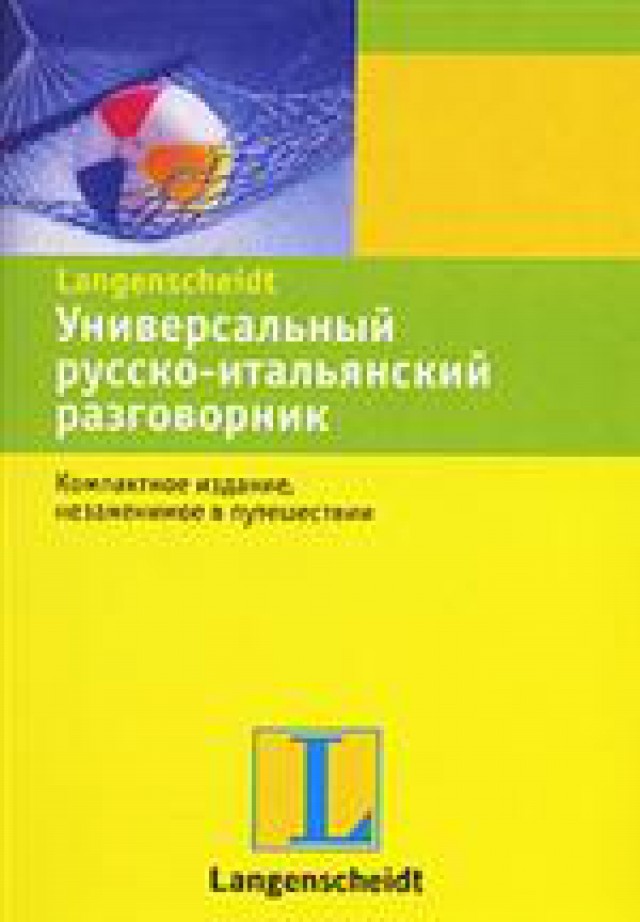 Langenscheidt
Универсальный
русско-итальянский
разговорник
Компактное издание,
незаменимое в путешествии
L
Langenscheidt